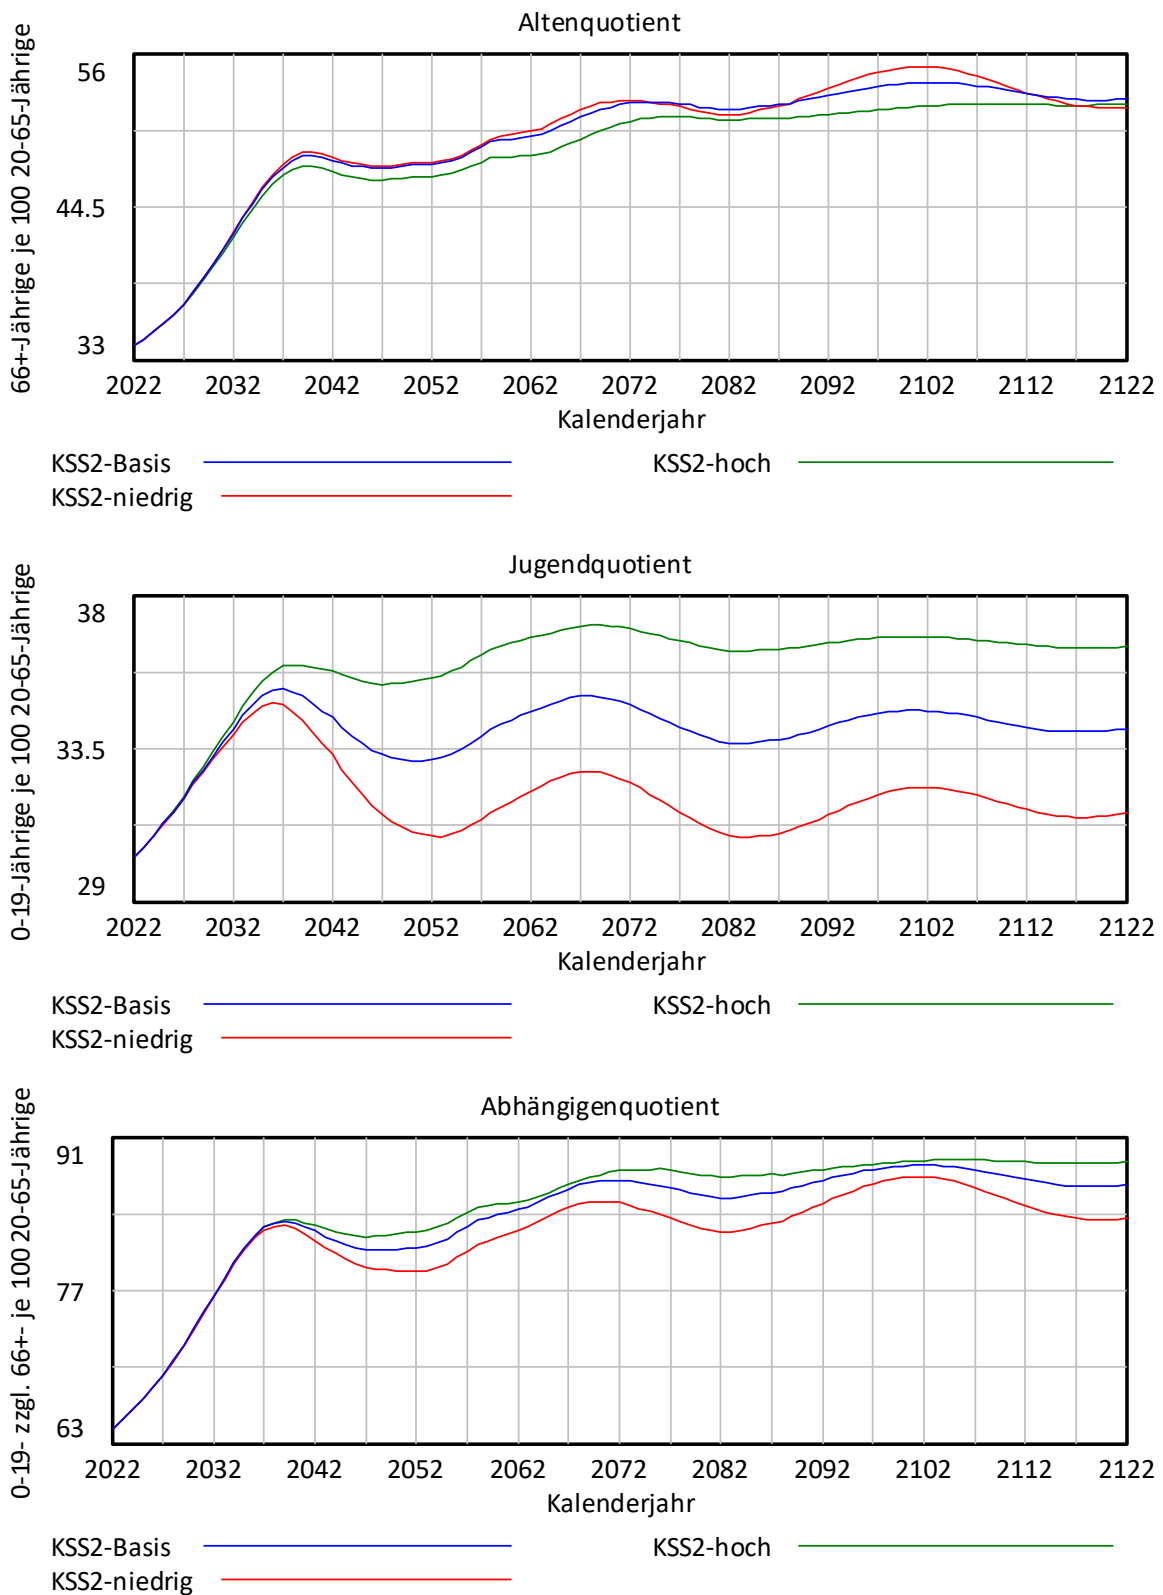 Altenquotient
66+-Jährige je 100 20-65-Jährige
56
44.5
33
2022 2032 2042 2052 2062 2072 2082 2092 2102 2112 2122
Kalenderjahr
KSS2-Basis KSS2-hoch
KSS2-niedrig
Jugendquotient
0-19-Jährige je 100 20-65-Jährige
38
33.5
29
2022 2032 2042 2052 2062 2072 2082 2092 2102 2112 2122
Kalenderjahr
KSS2-Basis KSS2-hoch
KSS2-niedrig
Abhängigenquotient
0-19- zzgl. 66+- je 100 20-65-Jährige
91
77
63
2022 2032 2042 2052 2062 2072 2082 2092 2102 2112 2122
Kalenderjahr
KSS2-Basis KSS2-hoch
KSS2-niedrig